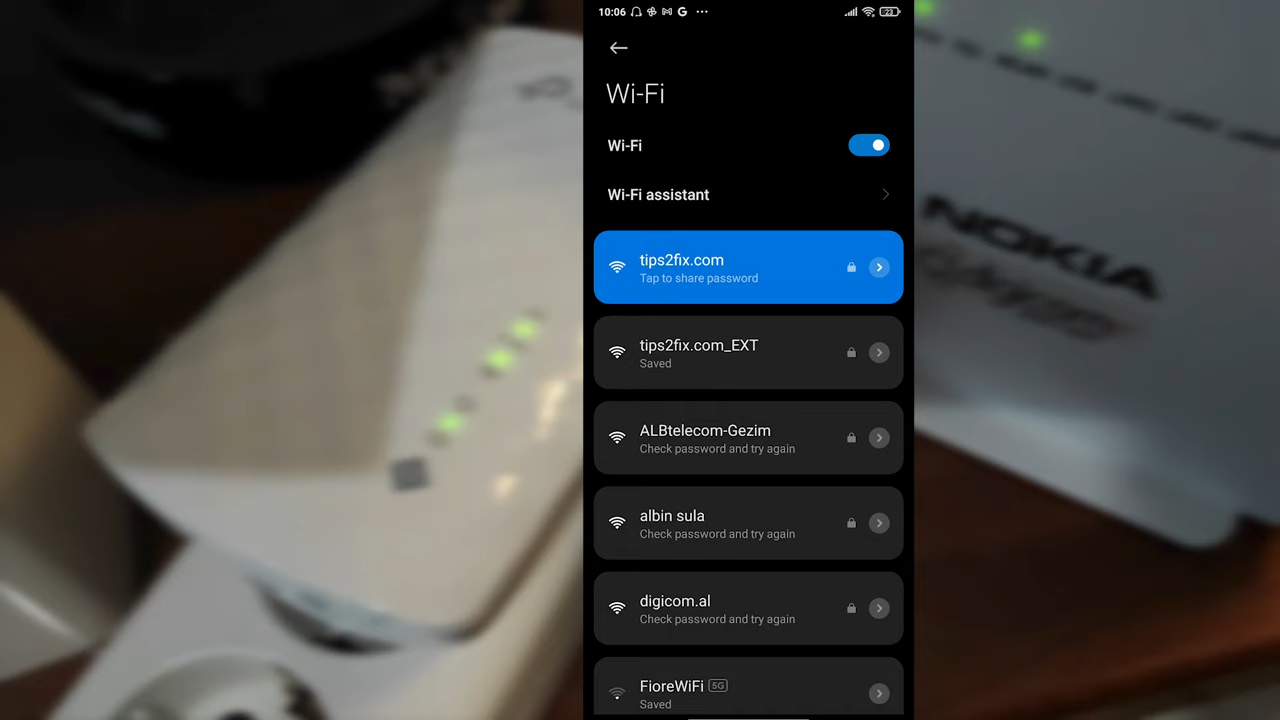 10:06
23
Wi-Fi
Wi-Fi
Wi-Fi assistant
tips2fix.com
Tap to share password
tips2fix.com_EXT
Saved
ALBtelecom-Gezim
Check password and try again
albin sula
Check password and try again
digicom.al
Check password and try again
FioreWiFi 5G
Saved
NOKIA